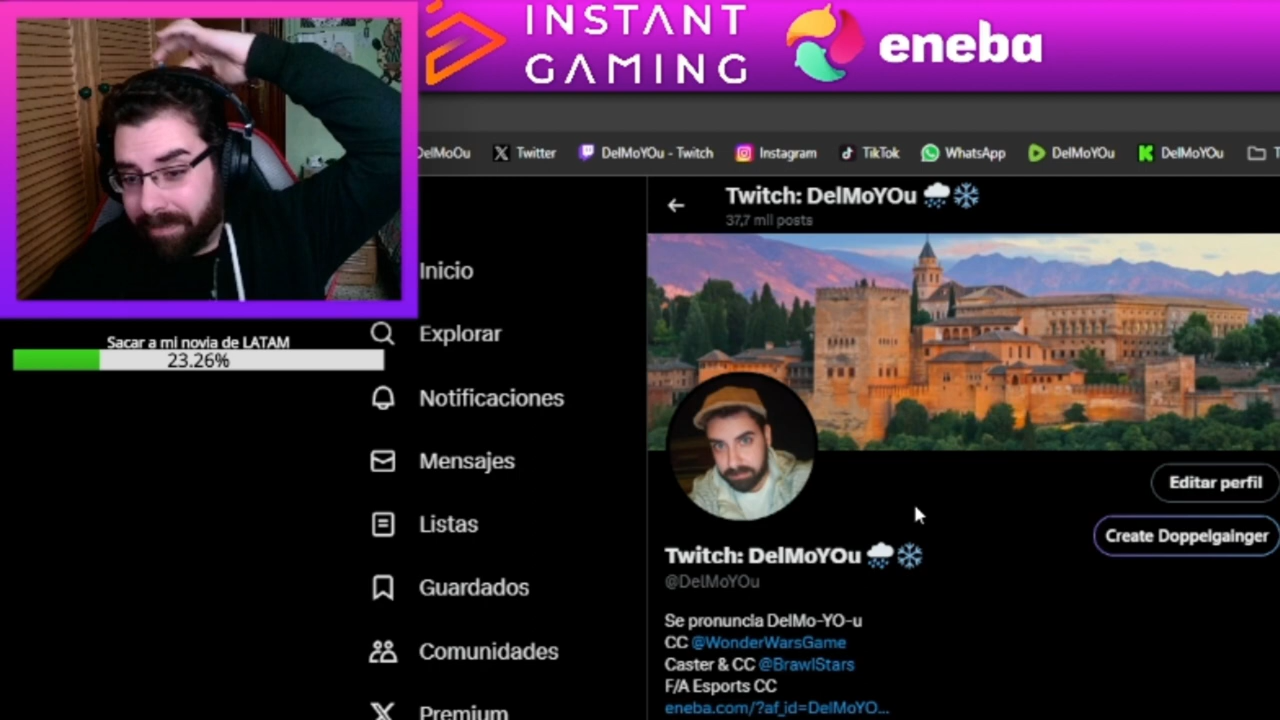 INSTANT
GAMING
eneba
DelMoOu
Twitter
DelMoYOu - Twitch
Instagram
TikTok
WhatsApp
DelMoYOu
DelMoYOu
Twitch: DelMoYOu
37,7 mil posts
Inicio
Sacar a mi novia de LATAM
23.26%
Explorar
Notificaciones
Mensajes
Editar perfil
Listas
Create Doppelgainger
Twitch: DelMoYOu
@DelMoYOu
Guardados
Se pronuncia DelMo-YO-u
CC @WonderWarsGame
Comunidades
Caster & CC @BrawlStars
F/A Esports CC
Premium
eneba.com/?af_id=DelMoYO...